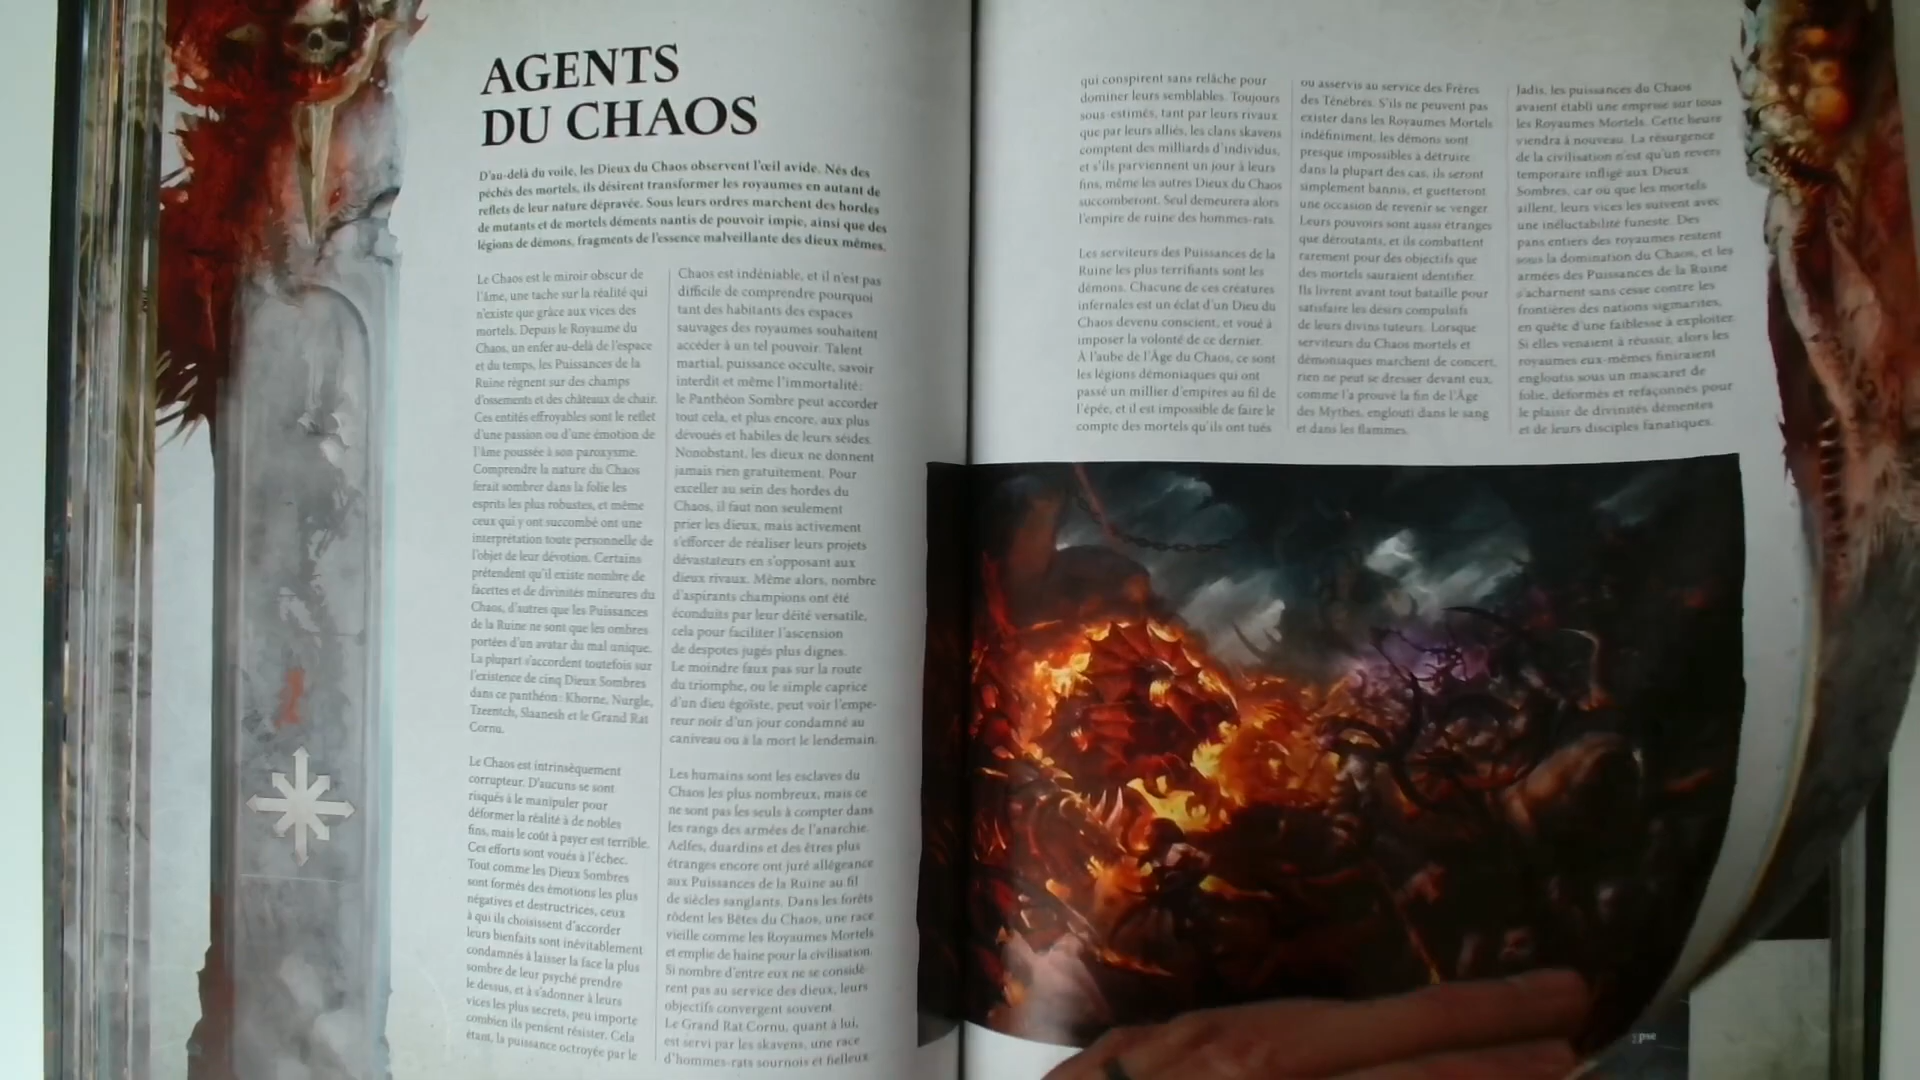 AGENTS
DU CHAOS
D'au-delà du voile, les Dieux du Chaos observent l'œil avide. Nés des
péchés des mortels, ils désirent transformer les royaumes en autant de
reflets de leur nature dépravée. Sous leurs ordres marchent des hordes
de mutants et de mortels déments nantis de pouvoir impie, ainsi que des
légions de démons, fragments de l'essence malveillante des dieux mêmes.
Le Chaos est le miroir obscur de
l'âme, une tache sur la réalité qui
n'existe que grâce aux vices des
mortels. Depuis le Royaume du
Chaos, un enfer au-delà de l'espace
et du temps, les Puissances de la
Ruine règnent sur des champs
d'ossements et des châteaux de chair.
Ces entités effroyables sont le reflet
d'une passion ou d'une émotion de
l'âme poussée à son paroxysme.
Comprendre la nature du Chaos
ferait sombrer dans la folie les
esprits les plus robustes, et même
ceux qui y ont succombé ont une
interprétation toute personnelle de
l'objet de leur dévotion. Certains
prétendent qu'il existe nombre de
facettes et de divinités mineures du
Chaos, d'autres que les Puissances
de la Ruine ne sont que les ombres
portées d'un avatar du mal unique.
La plupart s'accordent toutefois sur
l'existence de cinq Dieux Sombres
dans ce panthéon : Khorne, Nurgle,
Tzeentch, Slaanesh et le Grand Rat
Cornu.
Le Chaos est intrinsèquement
corrupteur. D'aucuns se sont
risqués à le manipuler pour
déformer la réalité à de nobles
fins, mais le coût à payer est terrible.
Ces efforts sont voués à l'échec.
Tout comme les Dieux Sombres
sont formés des émotions les plus
négatives et destructrices, ceux
à qui ils choisissent d'accorder
leurs bienfaits sont inévitablement
condamnés à laisser la face la plus
sombre de leur psyché prendre
le dessus, et à s'adonner à leurs
vices les plus secrets, peu importe
combien ils pensent résister. Cela
étant, la puissance octroyée par le
Chaos est indéniable, et il n'est pas
difficile de comprendre pourquoi
tant des habitants des espaces
sauvages des royaumes souhaitent
accéder à un tel pouvoir. Talent
martial, puissance occulte, savoir
interdit et même l'immortalité :
le Panthéon Sombre peut accorder
tout cela, et plus encore, aux plus
dévoués et habiles de leurs séides.
Nonobstant, les dieux ne donnent
jamais rien gratuitement. Pour
exceller au sein des hordes du
Chaos, il faut non seulement
prier les dieux, mais activement
s'efforcer de réaliser leurs projets
dévastateurs en s'opposant aux
dieux rivaux. Même alors, nombre
d'aspirants champions ont été
éconduits par leur déité versatile,
cela pour faciliter l'ascension
de despotes jugés plus dignes.
Le moindre faux pas sur la route
du triomphe, ou le simple caprice
d'un dieu égoïste, peut voir l'empe-
reur noir d'un jour condamné au
caniveau ou à la mort le lendemain.
Les humains sont les esclaves du
Chaos les plus nombreux, mais ce
ne sont pas les seuls à compter dans
les rangs des armées de l'anarchie.
Aelfes, duardins et des êtres plus
étranges encore ont juré allégeance
aux Puissances de la Ruine au fil
de siècles sanglants. Dans les forêts
rôdent les Bêtes du Chaos, une race
vieille comme les Royaumes Mortels
et emplie de haine pour la civilisation.
Si nombre d'entre eux ne se considè-
rent pas au service des dieux, leurs
objectifs convergent souvent.
Le Grand Rat Cornu, quant à lui,
est servi par les skavens, une race
d'hommes-rats sournois et fielleux
qui conspirent sans relâche pour
dominer leurs semblables. Toujours
sous-estimés, tant par leurs rivaux
que par leurs alliés, les clans skavens
comptent des milliards d'individus,
et s'ils parviennent un jour à leurs
fins, même les autres Dieux du Chaos
succomberont. Seul demeurera alors
l'empire de ruine des hommes-rats.
Les serviteurs des Puissances de la
Ruine les plus terrifiants sont les
démons. Chacune de ces créatures
infernales est un éclat d'un Dieu du
Chaos devenu conscient, et voué à
imposer la volonté de ce dernier.
À l'aube de l'Âge du Chaos, ce sont
les légions démoniaques qui ont
passé un millier d'empires au fil de
l'épée, et il est impossible de faire le
compte des mortels qu'ils ont tués
ou asservis au service des Frères
des Ténèbres. S'ils ne peuvent pas
exister dans les Royaumes Mortels
indéfiniment, les démons sont
presque impossibles à détruire
dans la plupart des cas, ils seront
simplement bannis, et guetteront
une occasion de revenir se venger.
Leurs pouvoirs sont aussi étranges
que déroutants, et ils combattent
rarement pour des objectifs que
des mortels sauraient identifier.
Ils livrent avant tout bataille pour
satisfaire les désirs compulsifs
de leurs divins tuteurs. Lorsque
serviteurs du Chaos mortels et
démoniaques marchent de concert,
rien ne peut se dresser devant eux,
comme l'a prouvé la fin de l'Âge
des Mythes, englouti dans le sang
et dans les flammes.
Jadis, les puissances du Chaos
avaient établi une emprise sur tous
les Royaumes Mortels. Cette heure
viendra à nouveau. La résurgence
de la civilisation n'est qu'un revers
temporaire infligé aux Dieux
Sombres, car où que les mortels
aillent, leurs vices les suivent avec
une inéluctabilité funeste. Des
pans entiers des royaumes restent
sous la domination du Chaos, et les
armées des Puissances de la Ruine
s'acharnent sans cesse contre les
frontières des nations sigmarites,
en quête d'une faiblesse à exploiter.
Si elles venaient à réussir, alors les
royaumes eux-mêmes finiraient
engloutis sous un mascaret de
folie, déformés et refaçonnés pour
le plaisir de divinités démentes
et de leurs disciples fanatiques.